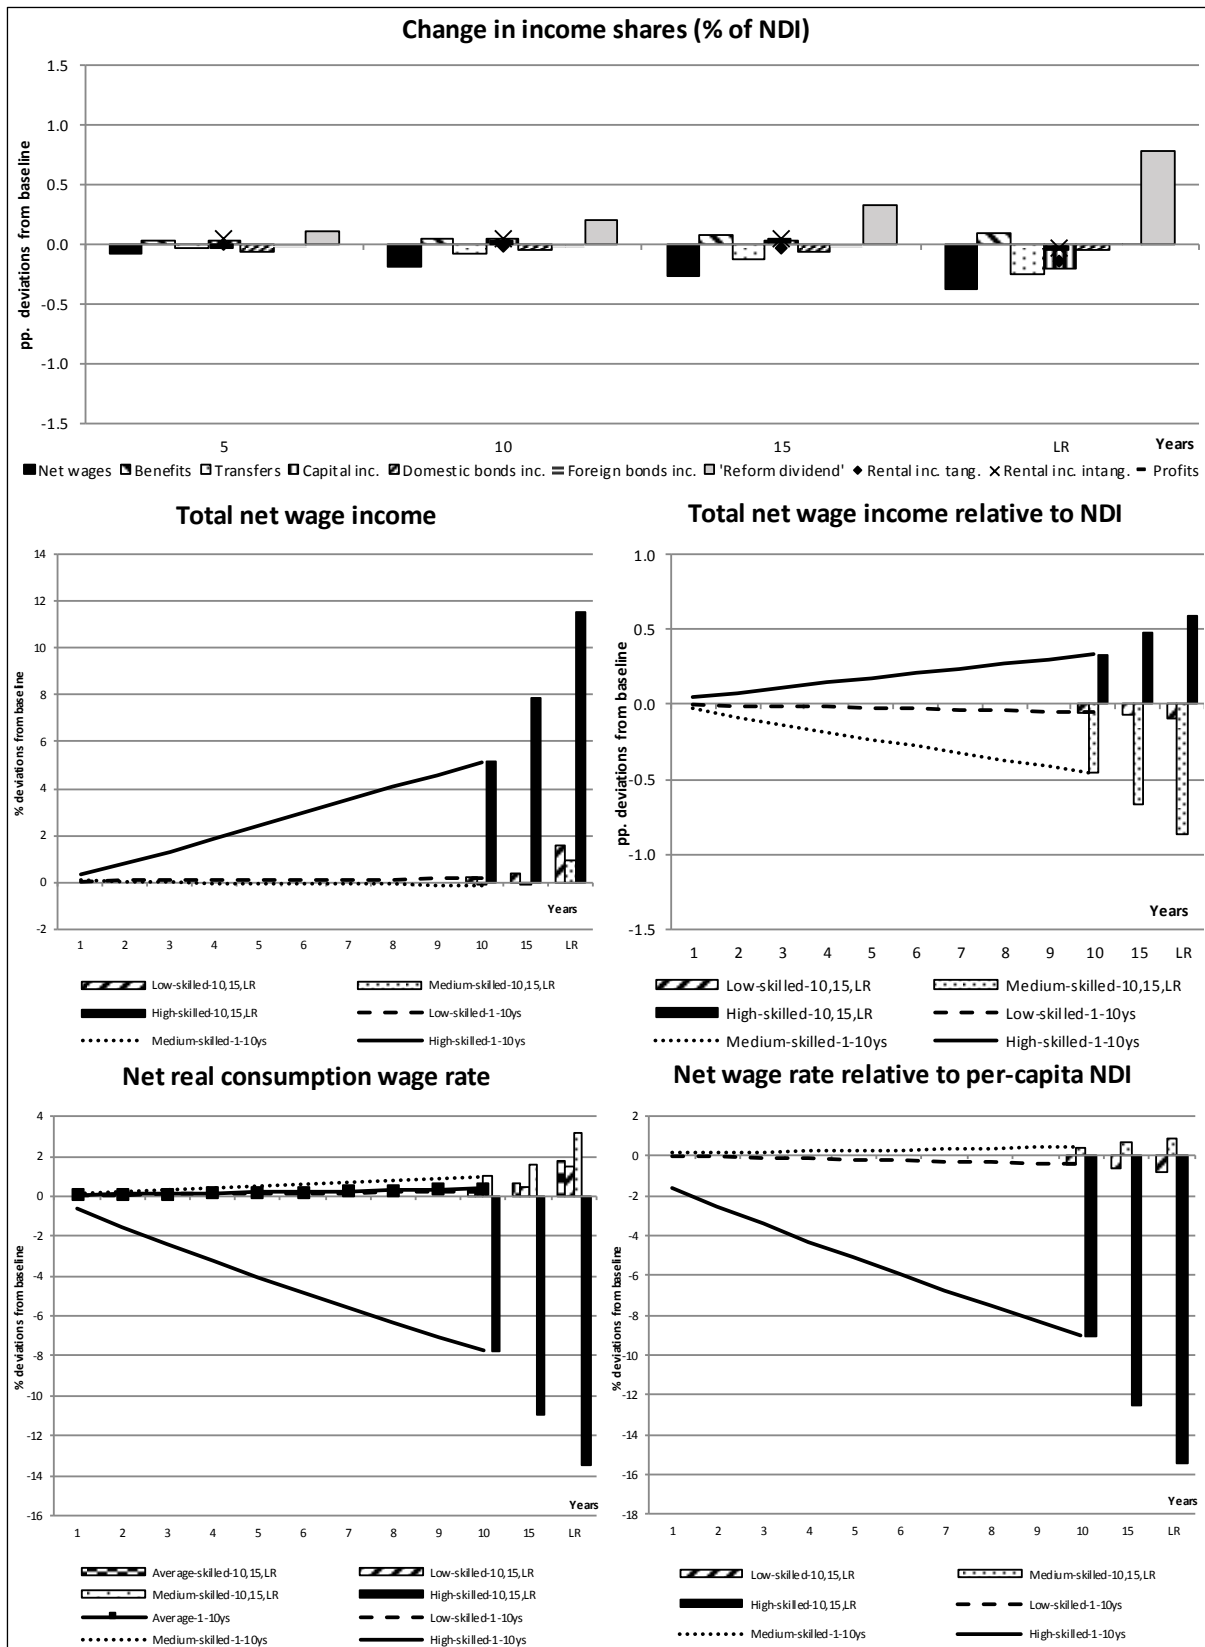 Change in income shares (% of NDI)
pp. deviations from baseline
1.5
1.0
0.5
0.0
-0.5
-1.0
-1.5
5 10 15 LR Years
Net wages Benefits Transfers Capital inc. Domestic bonds inc. Foreign bonds inc. 'Reform dividend' Rental inc. tang. Rental inc. intang. Profits
Total net wage income
% deviations from baseline
14
12
10
8
6
4
2
0
-2
Years
1 2 3 4 5 6 7 8 9 10 15 LR
Low-skilled-10,15,LR Medium-skilled-10,15,LR
High-skilled-10,15,LR Low-skilled-1-10ys
Medium-skilled-1-10ys High-skilled-1-10ys
Total net wage income relative to NDI
pp. deviations from baseline
1.0
0.5
0.0
-0.5
-1.0
-1.5
Years
1 2 3 4 5 6 7 8 9 10 15 LR
Low-skilled-10,15,LR Medium-skilled-10,15,LR
High-skilled-10,15,LR Low-skilled-1-10ys
Medium-skilled-1-10ys High-skilled-1-10ys
Net real consumption wage rate
% deviations from baseline
4
2
0
-2
-4
-6
-8
-10
-12
-14
-16
Years
1 2 3 4 5 6 7 8 9 10 15 LR
Average-skilled-10,15,LR Low-skilled-10,15,LR
Medium-skilled-10,15,LR High-skilled-10,15,LR
Average-1-10ys Low-skilled-1-10ys
Medium-skilled-1-10ys High-skilled-1-10ys
Net wage rate relative to per-capita NDI
% deviations from baseline
2
0
-2
-4
-6
-8
-10
-12
-14
-16
-18
Years
1 2 3 4 5 6 7 8 9 10 15 LR
Low-skilled-10,15,LR Medium-skilled-10,15,LR
High-skilled-10,15,LR Low-skilled-1-10ys
Medium-skilled-1-10ys High-skilled-1-10ys